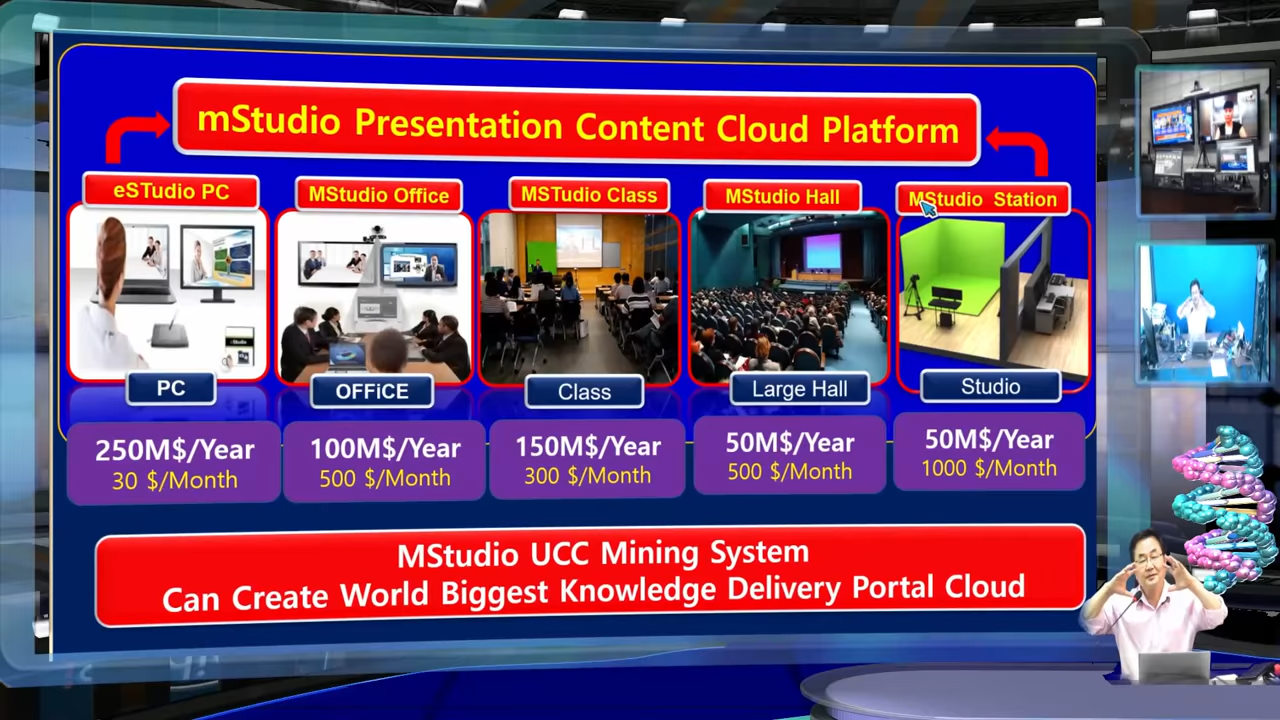 mStudio Presentation Content Cloud Platform
eSTudio PC
MStudio Office
MSTudio Class
MStudio Hall
MStudio Station
PC
OFFiCE
Class
Large Hall
Studio
250M$/Year
30 $/Month
100M$/Year
500 $/Month
150M$/Year
300 $/Month
50M$/Year
500 $/Month
50M$/Year
1000 $/Month
MStudio UCC Mining System
Can Create World Biggest Knowledge Delivery Portal Cloud